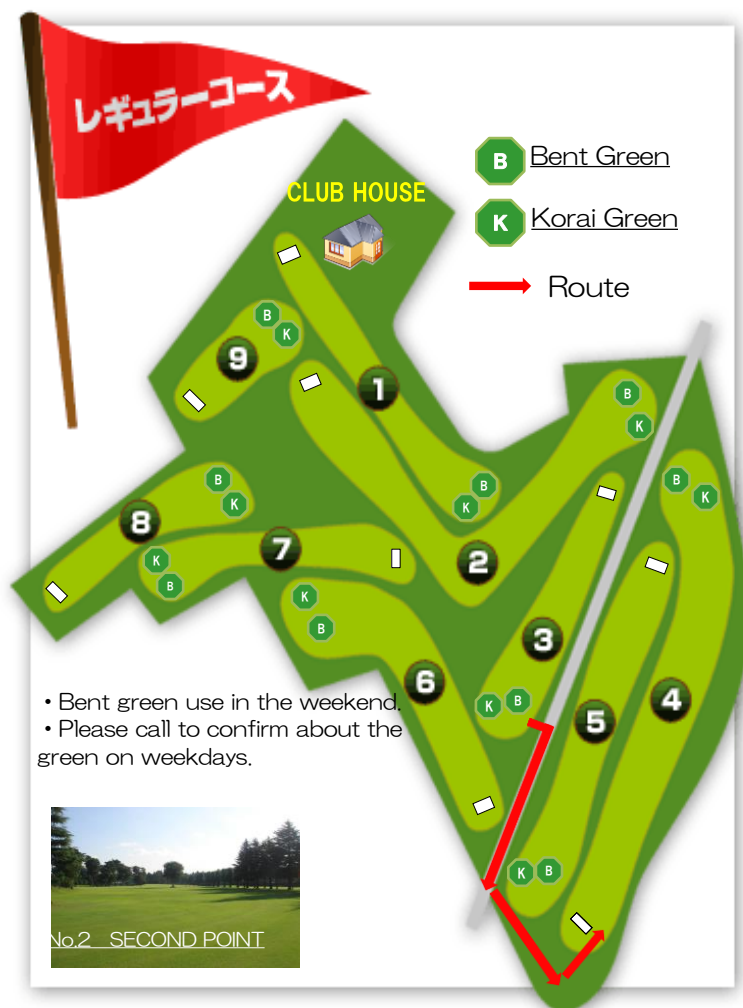 レギュラーコース
B Bent Green
CLUB HOUSE
K Korai Green
Route
B
K
9
1
B
K
B
K
B
K
2
B
K
8
7
K
B
3
B
K
4
5
K
B
6
K B
K B
・Bent green use in the weekend.
・Please call to confirm about the
green on weekdays.
No.2 SECOND POINT